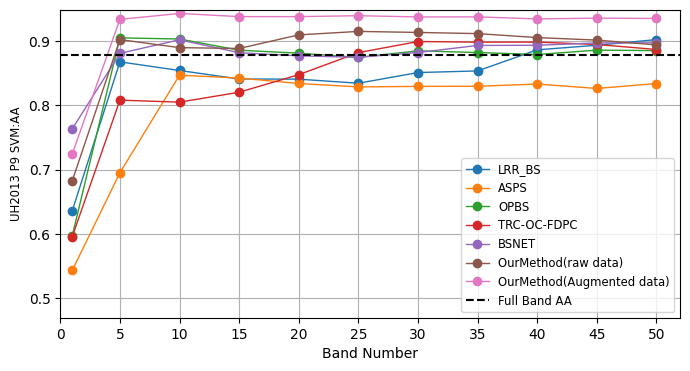 UH2013 P9 SVM:AA
0.9
0.8
0.7
0.6
0.5
0 5 10 15 20 25 30 35 40 45 50
Band Number
LRR_BS
ASPS
OPBS
TRC-OC-FDPC
BSNET
OurMethod(raw data)
OurMethod(Augmented data)
Full Band AA